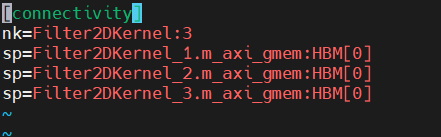 [connectivity]
nk=Filter2DKernel:3
sp=Filter2DKernel_1.m_axi_gmem:HBM[0]
sp=Filter2DKernel_2.m_axi_gmem:HBM[0]
sp=Filter2DKernel_3.m_axi_gmem:HBM[0]
~
~